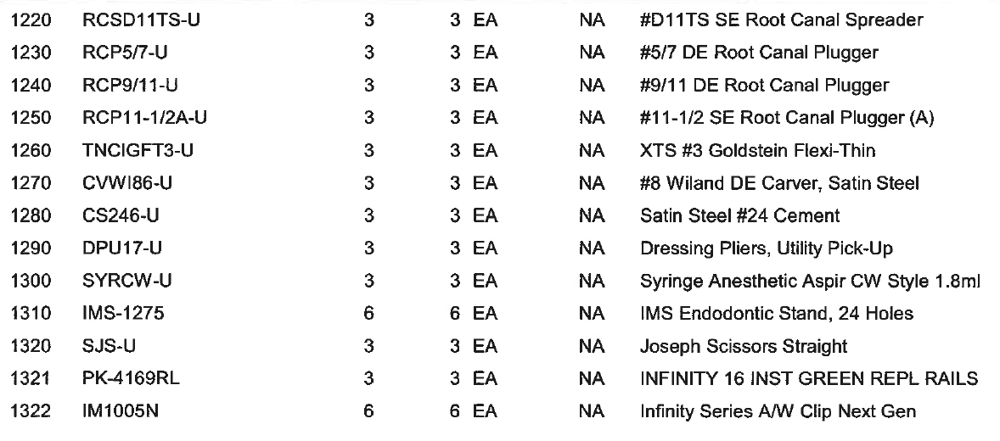 1220 RCSD11TS-U 3 3 EA NA #D11TS SE Root Canal Spreader
1230 RCP5/7-U 3 3 EA NA #5/7 DE Root Canal Plugger
1240 RCP9/11-U 3 3 EA NA #9/11 DE Root Canal Plugger
1250 RCP11-1/2A-U 3 3 EA NA #11-1/2 SE Root Canal Plugger (A)
1260 TNCIGFT3-U 3 3 EA NA XTS #3 Goldstein Flexi-Thin
1270 CVWI86-U 3 3 EA NA #8 Wiland DE Carver, Satin Steel
1280 CS246-U 3 3 EA NA Satin Steel #24 Cement
1290 DPU17-U 3 3 EA NA Dressing Pliers, Utility Pick-Up
1300 SYRCW-U 3 3 EA NA Syringe Anesthetic Aspir CW Style 1.8ml
1310 IMS-1275 6 6 EA NA IMS Endodontic Stand, 24 Holes
1320 SJS-U 3 3 EA NA Joseph Scissors Straight
1321 PK-4169RL 3 3 EA NA INFINITY 16 INST GREEN REPL RAILS
1322 IM1005N 6 6 EA NA Infinity Series A/W Clip Next Gen